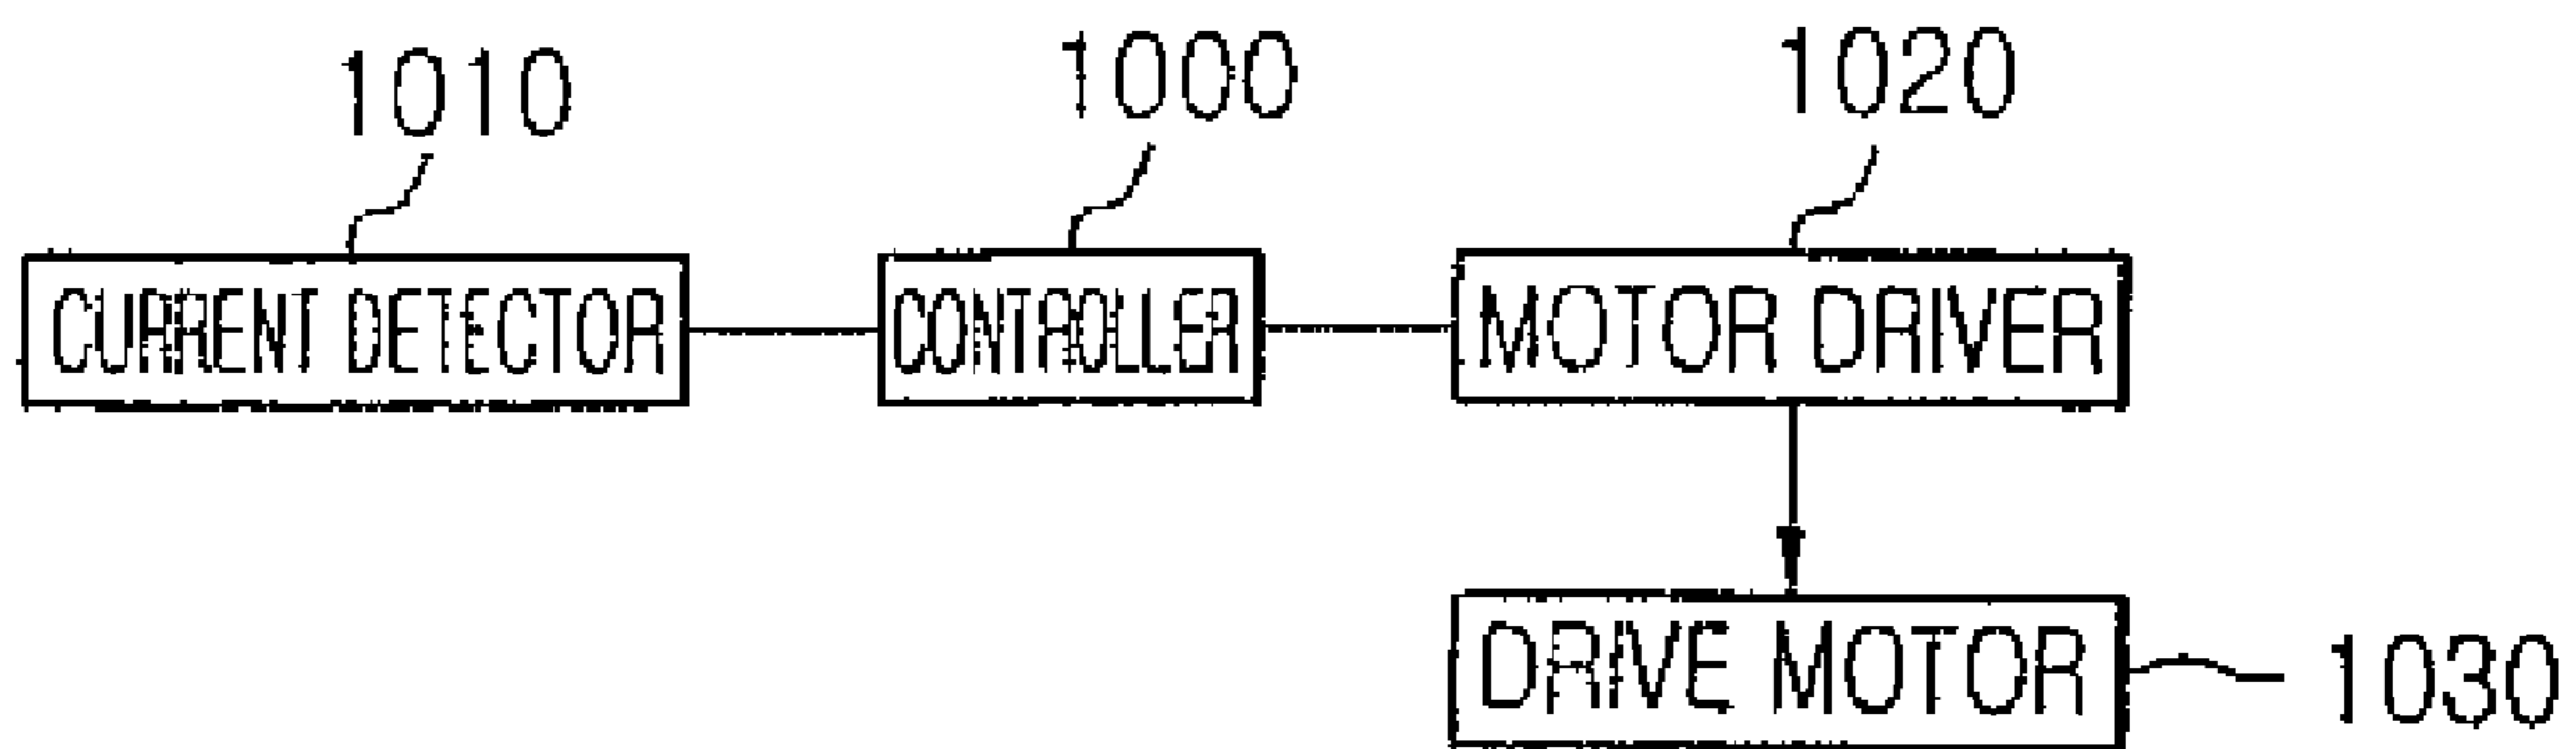 1010 1000 1020
CURRENT DETECTOR CONTROLLER MOTOR DRIVER
DRIVE MOTOR 1030